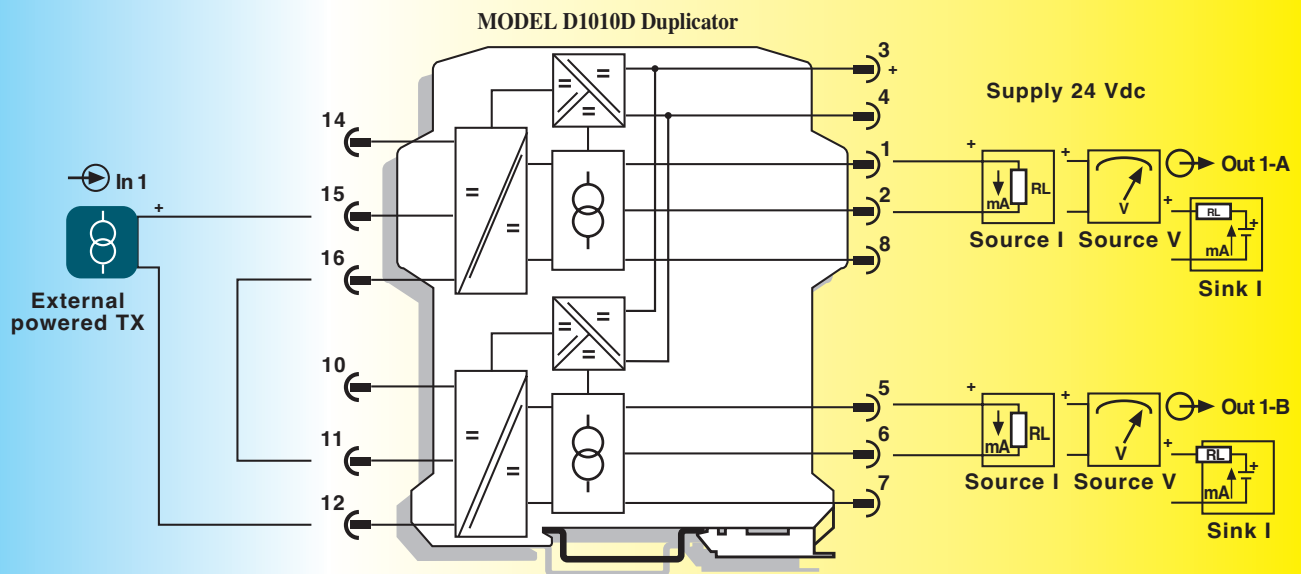 MODEL D1010D Duplicator
3
+
4
Supply 24 Vdc
14
1
2
8
In 1
15
+
16
External
powered TX
+
RL
mA
Source I
+
V
Source V
Out 1-A
+
RL
+
mA
Sink I
10
11
12
5
6
7
+
RL
mA
Source I
+
V
Source V
Out 1-B
+
RL
+
mA
Sink I